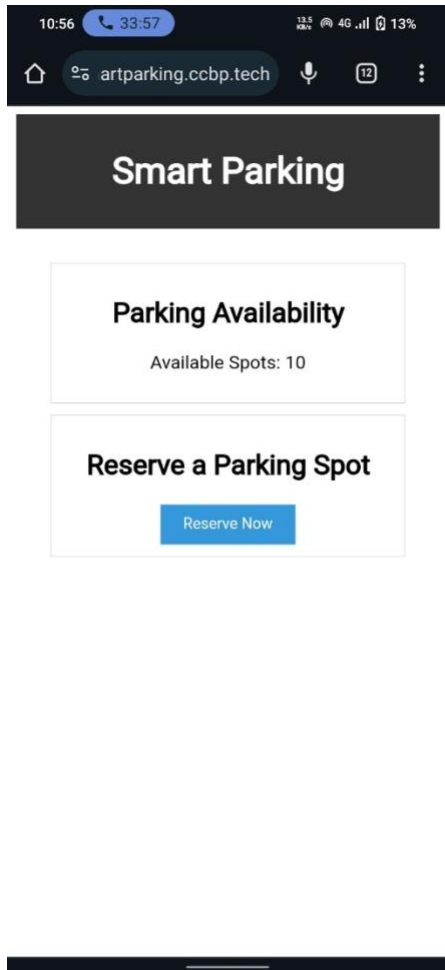 10:56 33:57 13.5 KB/s 4G 13%
artparking.ccbp.tech 12
Smart Parking
Parking Availability
Available Spots: 10
Reserve a Parking Spot
Reserve Now